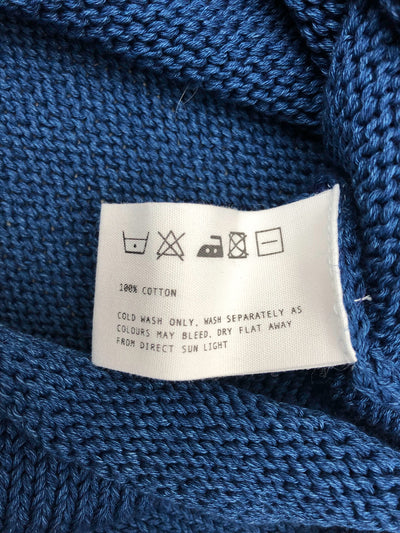 100% COTTON
COLD WASH ONLY. WASH SEPARATELY AS
COLOURS MAY BLEED. DRY FLAT AWAY
FROM DIRECT SUN LIGHT